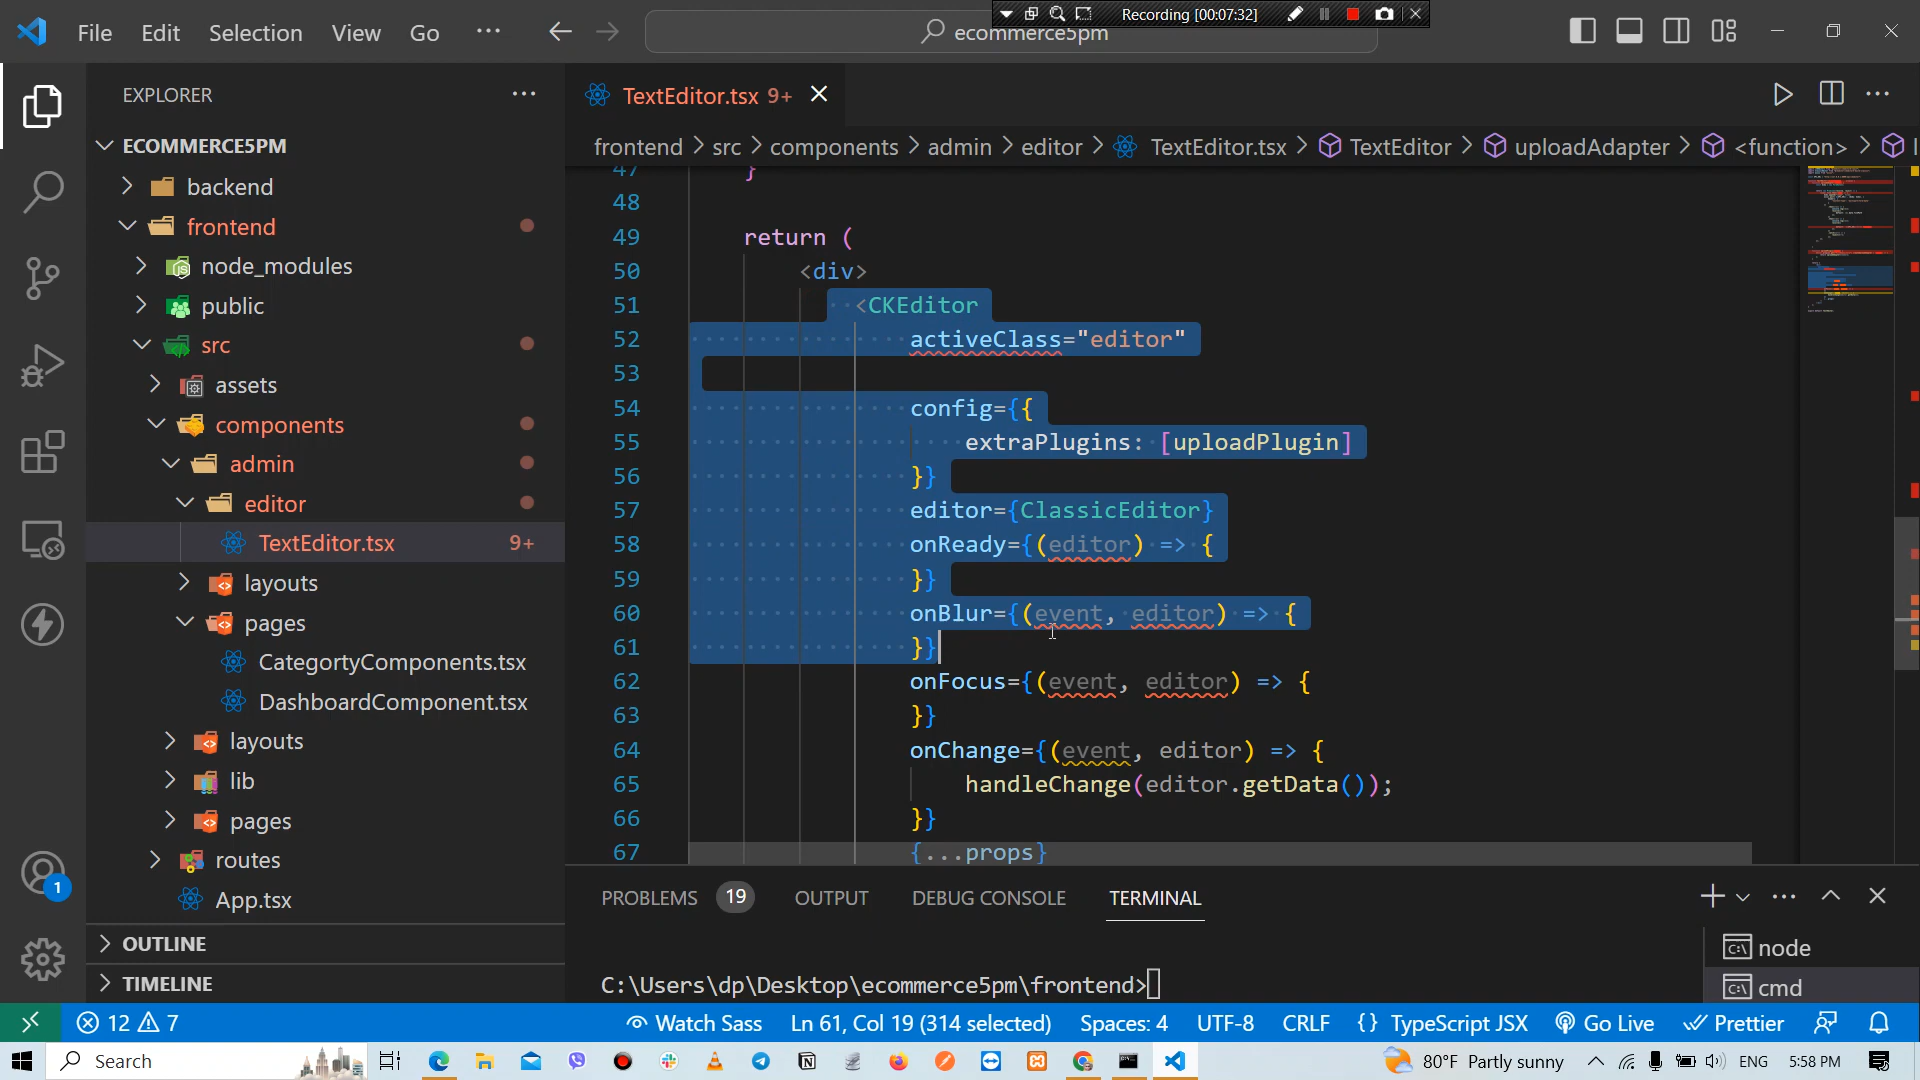 File Edit Selection View Go ··· ecommerce5pm
Recording [00:07:32]
EXPLORER ···
ECOMMERCE5PM
backend
frontend
node_modules
public
src
assets
components
admin
editor
TextEditor.tsx 9+
layouts
pages
CategortyComponents.tsx
DashboardComponent.tsx
layouts
lib
pages
routes
App.tsx
OUTLINE
TIMELINE
TextEditor.tsx 9+
frontend > src > components > admin > editor > TextEditor.tsx > TextEditor > uploadAdapter > <function> >
47 }
48
49 return (
50 <div>
51 <CKEditor
52 activeClass="editor"
53
54 config={{
55 extraPlugins: [uploadPlugin]
56 }}
57 editor={ClassicEditor}
58 onReady={(editor) => {
59 }}
60 onBlur={(event, editor) => {
61 }}
62 onFocus={(event, editor) => {
63 }}
64 onChange={(event, editor) => {
65 handleChange(editor.getData());
66 }}
67 {...props}
PROBLEMS 19 OUTPUT DEBUG CONSOLE TERMINAL
C:\Users\dp\Desktop\ecommerce5pm\frontend>
node
cmd
1
12 7 Watch Sass Ln 61, Col 19 (314 selected) Spaces: 4 UTF-8 CRLF {} TypeScript JSX Go Live Prettier
Search 80°F Partly sunny ENG 5:58 PM